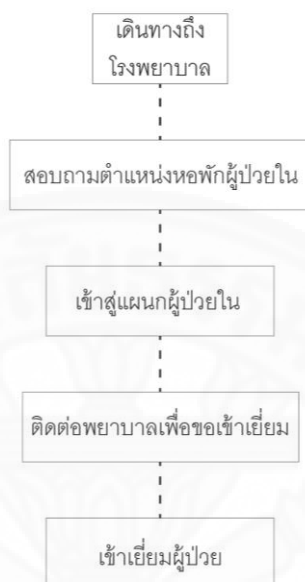 เดินทางถึง
โรงพยาบาล
สอบถามตำแหน่งหอพักผู้ป่วยใน
เข้าสู่แผนกผู้ป่วยใน
ติดต่อพยาบาลเพื่อขอเข้าเยี่ยม
เข้าเยี่ยมผู้ป่วย